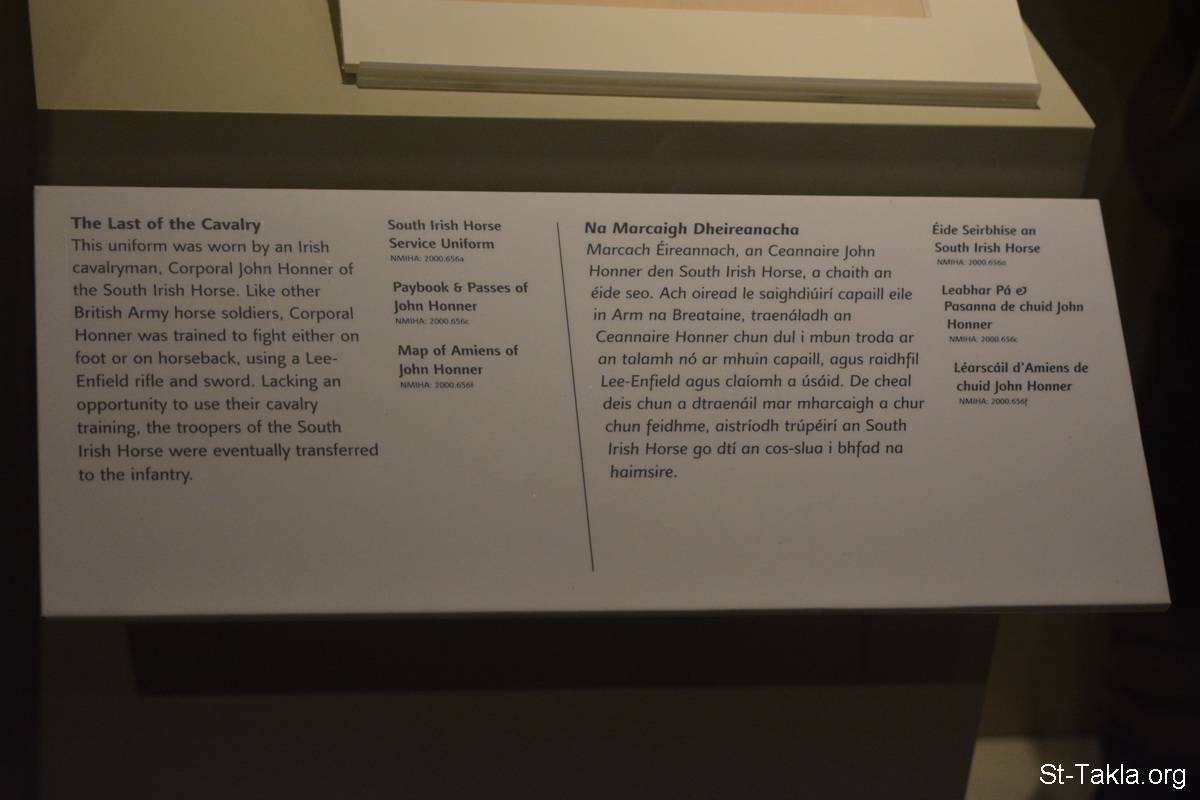 The Last of the Cavalry
This uniform was worn by an Irish
cavalryman, Corporal John Honner of
the South Irish Horse. Like other
British Army horse soldiers, Corporal
Honner was trained to fight either on
foot or on horseback, using a Lee-
Enfield rifle and sword. Lacking an
opportunity to use their cavalry
training, the troopers of the South
Irish Horse were eventually transferred
to the infantry.
South Irish Horse
Service Uniform
NMIHA: 2000.656a
Paybook & Passes of
John Honner
NMIHA: 2000.656c
Map of Amiens of
John Honner
NMIHA: 2000.656f
Na Marcaigh Dheireanacha
Marcach Éireannach, an Ceannaire John
Honner den South Irish Horse, a chaith an
éide seo. Ach oiread le saighdiúirí capaill eile
in Arm na Breataine, traenáladh an
Ceannaire Honner chun dul i mbun troda ar
an talamh nó ar mhuin capaill, agus raidhfil
Lee-Enfield agus claíomh a úsáid. De cheal
deis chun a dtraenáil mar mharcaigh a chur
chun feidhme, aistríodh trúpéirí an South
Irish Horse go dtí an cos-slua i bhfad na
haimsire.
Éide Seirbhíse an
South Irish Horse
NMIHA: 2000.656a
Leabhar Pá &
Pasanna de chuid John
Honner
NMIHA: 2000.656c
Léarscáil d'Amiens de
chuid John Honner
NMIHA: 2000.656f
St-Takla.org